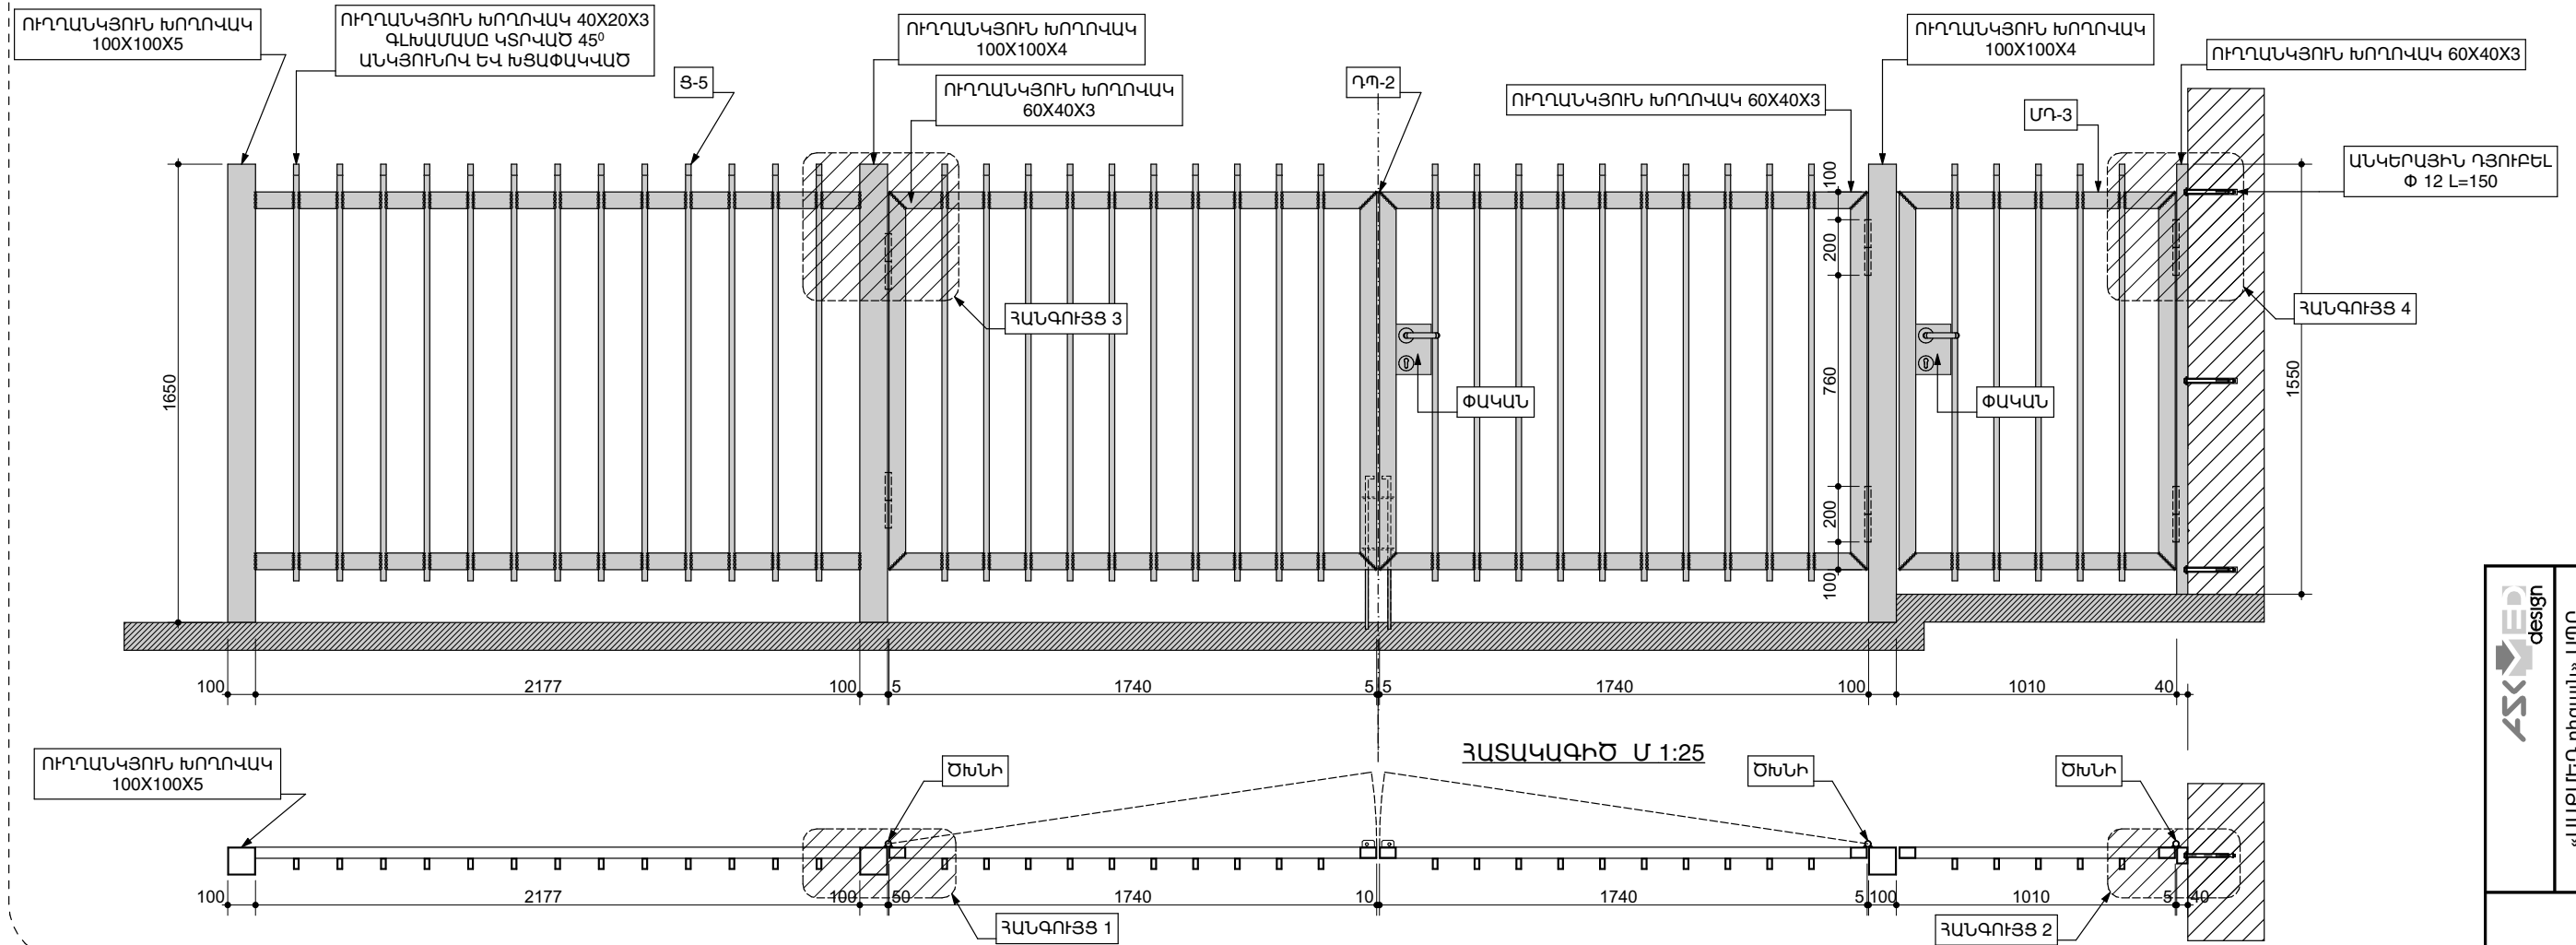 ՈՒՂՂԱՆԿՅՈՒՆ ԽՈՂՈՎԱԿ
100X100X5
ՈՒՂՂԱՆԿՅՈՒՆ ԽՈՂՈՎԱԿ 40X20X3
ԳԼԽԱՄԱՍԸ ԿՏՐՎԱԾ 45⁰
ԱՆԿՅՈՒՆՈՎ ԵՎ ԽՑԱՓԱԿՎԱԾ
Ց-5
ՈՒՂՂԱՆԿՅՈՒՆ ԽՈՂՈՎԱԿ
100X100X4
ՈՒՂՂԱՆԿՅՈՒՆ ԽՈՂՈՎԱԿ
60X40X3
ԴՊ-2
ՈՒՂՂԱՆԿՅՈՒՆ ԽՈՂՈՎԱԿ 60X40X3
ՈՒՂՂԱՆԿՅՈՒՆ ԽՈՂՈՎԱԿ
100X100X4
ՄԴ-3
ՈՒՂՂԱՆԿՅՈՒՆ ԽՈՂՈՎԱԿ 60X40X3
ԱՆԿԵՐԱՅԻՆ ԴՅՈՒԲԵԼ
Φ 12 L=150
ՀԱՆԳՈՒՅՑ 3
ՀԱՆԳՈՒՅՑ 4
ՓԱԿԱՆ
ՓԱԿԱՆ
1650
100
200
760
200
100
1550
100
2177
100
5
1740
5
5
1740
100
1010
40
ՀԱՏԱԿԱԳԻԾ Մ 1:25
ՈՒՂՂԱՆԿՅՈՒՆ ԽՈՂՈՎԱԿ
100X100X5
ԾԽՆԻ
ԾԽՆԻ
ԾԽՆԻ
100
2177
100
50
1740
10
1740
5
100
1010
5
40
ՀԱՆԳՈՒՅՑ 1
ՀԱՆԳՈՒՅՑ 2
ASK MED
design